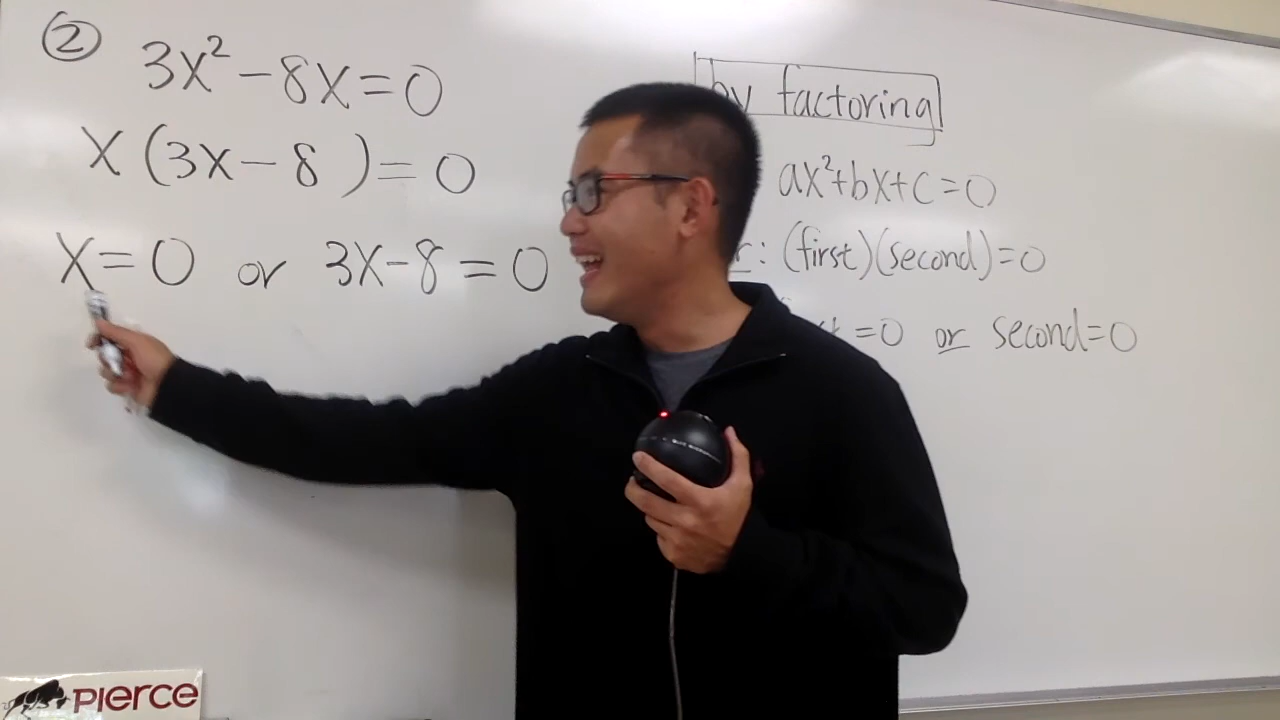 ② 3x² - 8x = 0
x (3x - 8 ) = 0
x = 0 or 3x - 8 = 0
by factoring
ax² + bx + c = 0
: (first)(second) = 0
= 0 or second = 0
PIERCE